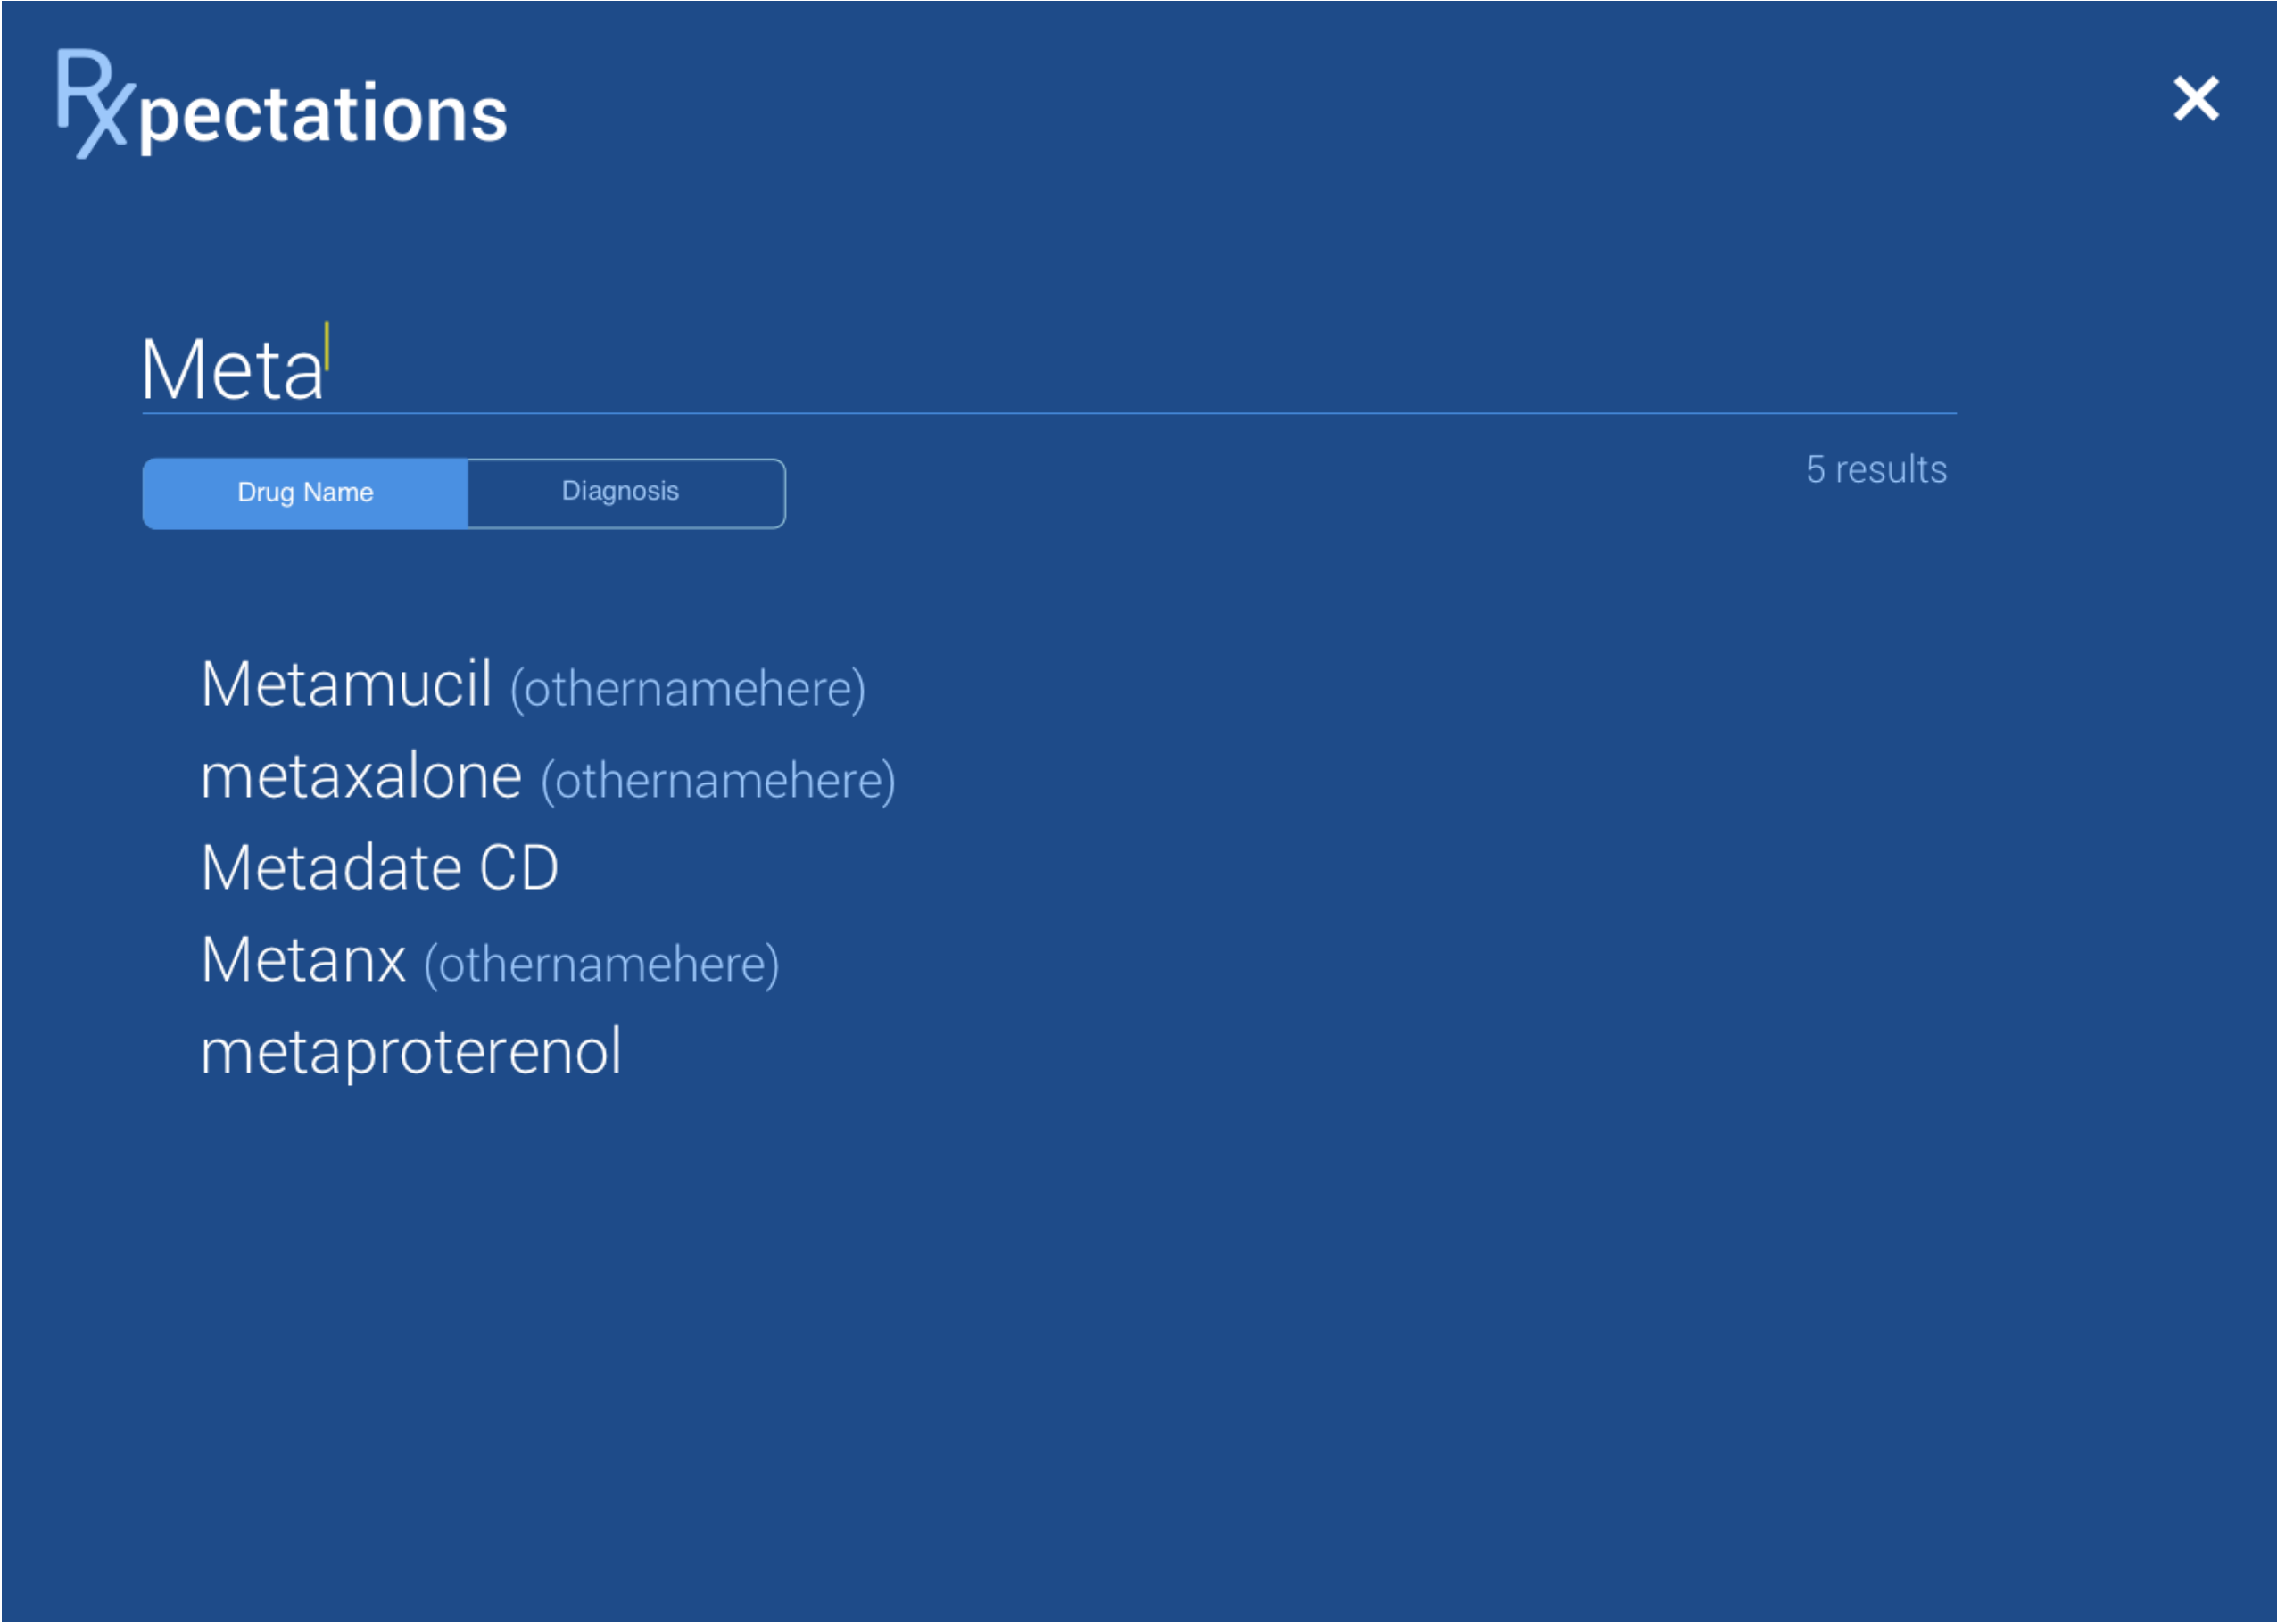 Rxpectations
Meta
Drug Name Diagnosis 5 results
Metamucil (othernamehere)
metaxalone (othernamehere)
Metadate CD
Metanx (othernamehere)
metaproterenol